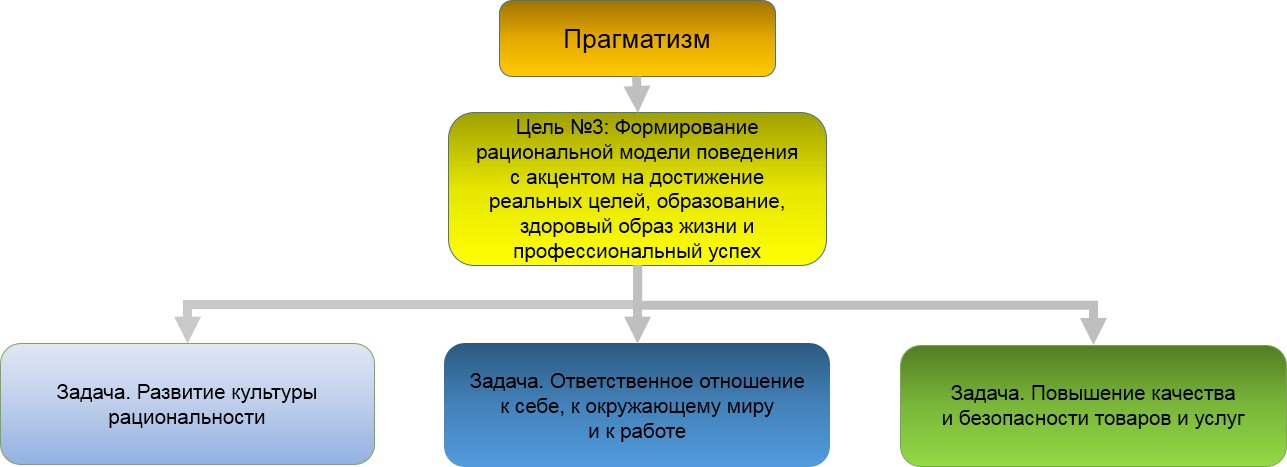 Прагматизм
Цель №3: Формирование
рациональной модели поведения
с акцентом на достижение
реальных целей, образование,
здоровый образ жизни и
профессиональный успех
Задача. Развитие культуры
рациональности
Задача. Ответственное отношение
к себе, к окружающему миру
и к работе
Задача. Повышение качества
и безопасности товаров и услуг